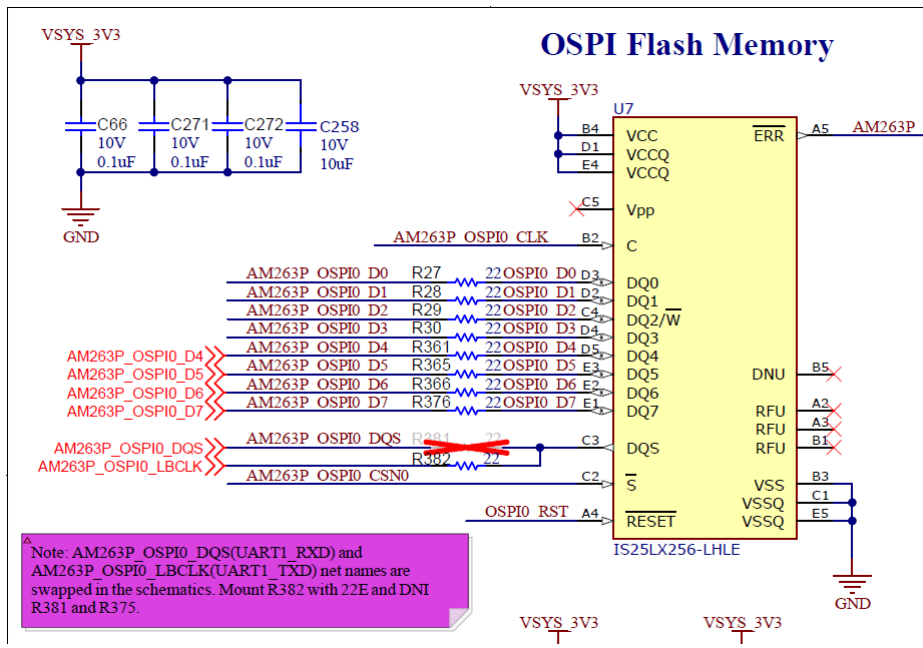 VSYS_3V3
OSPI Flash Memory
C66
10V
0.1uF
C271
10V
0.1uF
C272
10V
0.1uF
C258
10V
10uF
GND
VSYS_3V3
U7
B4 VCC
D1 VCCQ
E4 VCCQ
C5 Vpp
AM263P_OSPI0_CLK B2 C
AM263P_OSPI0_D0 R27 22 OSPI0_D0 D3 DQ0
AM263P_OSPI0_D1 R28 22 OSPI0_D1 D2 DQ1
AM263P_OSPI0_D2 R29 22 OSPI0_D2 C4 DQ2/W
AM263P_OSPI0_D3 R30 22 OSPI0_D3 D4 DQ3
AM263P_OSPI0_D4 AM263P_OSPI0_D4 R361 22 OSPI0_D4 D5 DQ4
AM263P_OSPI0_D5 AM263P_OSPI0_D5 R365 22 OSPI0_D5 E3 DQ5
AM263P_OSPI0_D6 AM263P_OSPI0_D6 R366 22 OSPI0_D6 E2 DQ6
AM263P_OSPI0_D7 AM263P_OSPI0_D7 R376 22 OSPI0_D7 E1 DQ7
AM263P_OSPI0_DQS AM263P_OSPI0_DQS R381 22 C3 DQS
AM263P_OSPI0_LBCLK R382 22
AM263P_OSPI0_CSN0 C2 S
OSPI0_RST A4 RESET
ERR A5 AM263P
DNU B5
RFU A2
RFU A3
RFU B1
VSS B3
VSSQ C1
VSSQ E5
IS25LX256-LHLE
GND
Note: AM263P_OSPI0_DQS(UART1_RXD) and
AM263P_OSPI0_LBCLK(UART1_TXD) net names are
swapped in the schematics. Mount R382 with 22E and DNI
R381 and R375.
VSYS_3V3
VSYS_3V3